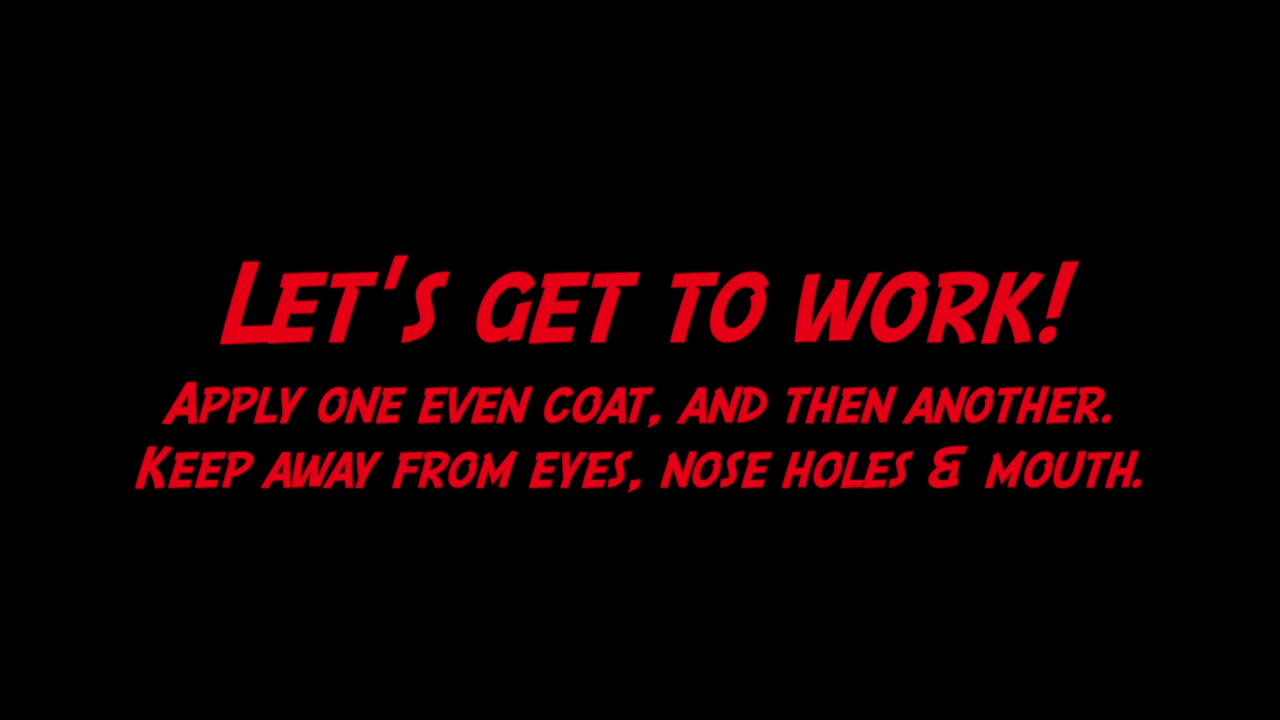 Let's get to work!
Apply one even coat, and then another.
Keep away from eyes, nose holes & mouth.